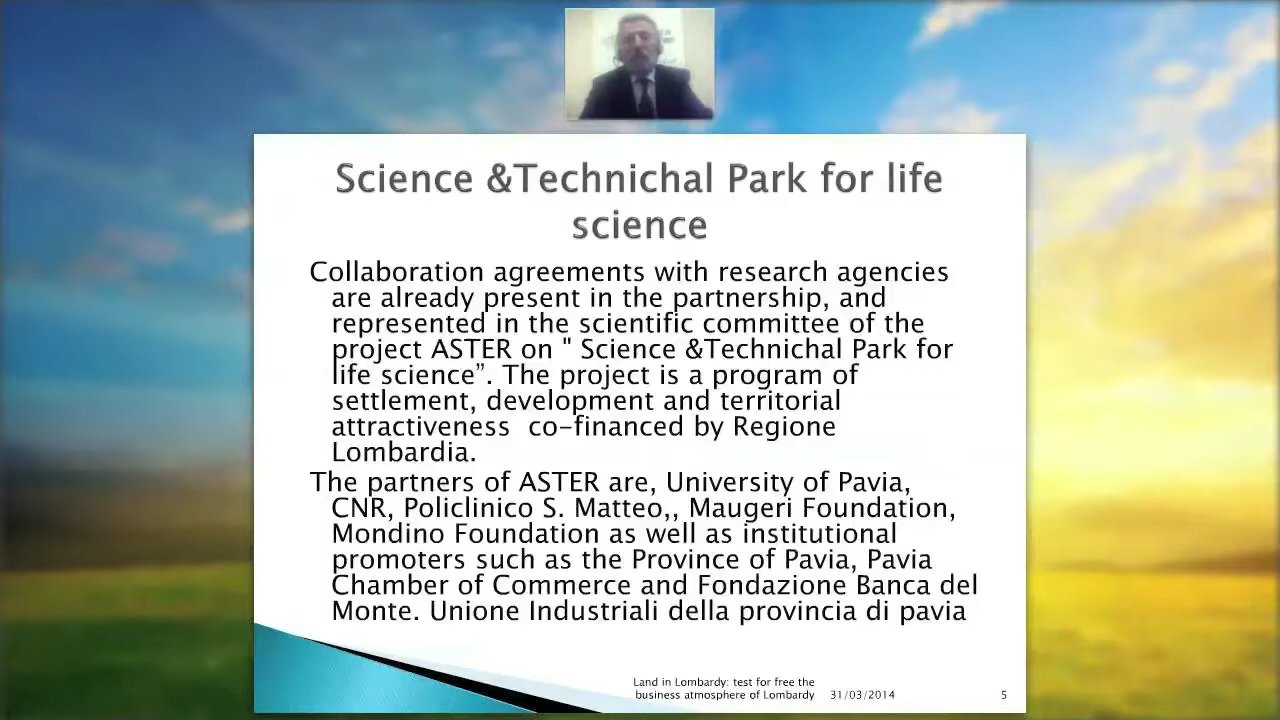 Science &Technichal Park for life
science
Collaboration agreements with research agencies
are already present in the partnership, and
represented in the scientific committee of the
project ASTER on " Science &Technichal Park for
life science”. The project is a program of
settlement, development and territorial
attractiveness  co-financed by Regione
Lombardia.
The partners of ASTER are, University of Pavia,
CNR, Policlinico S. Matteo,, Maugeri Foundation,
Mondino Foundation as well as institutional
promoters such as the Province of Pavia, Pavia
Chamber of Commerce and Fondazione Banca del
Monte. Unione Industriali della provincia di pavia
Land in Lombardy: test for free the
business atmosphere of Lombardy 31/03/2014 5